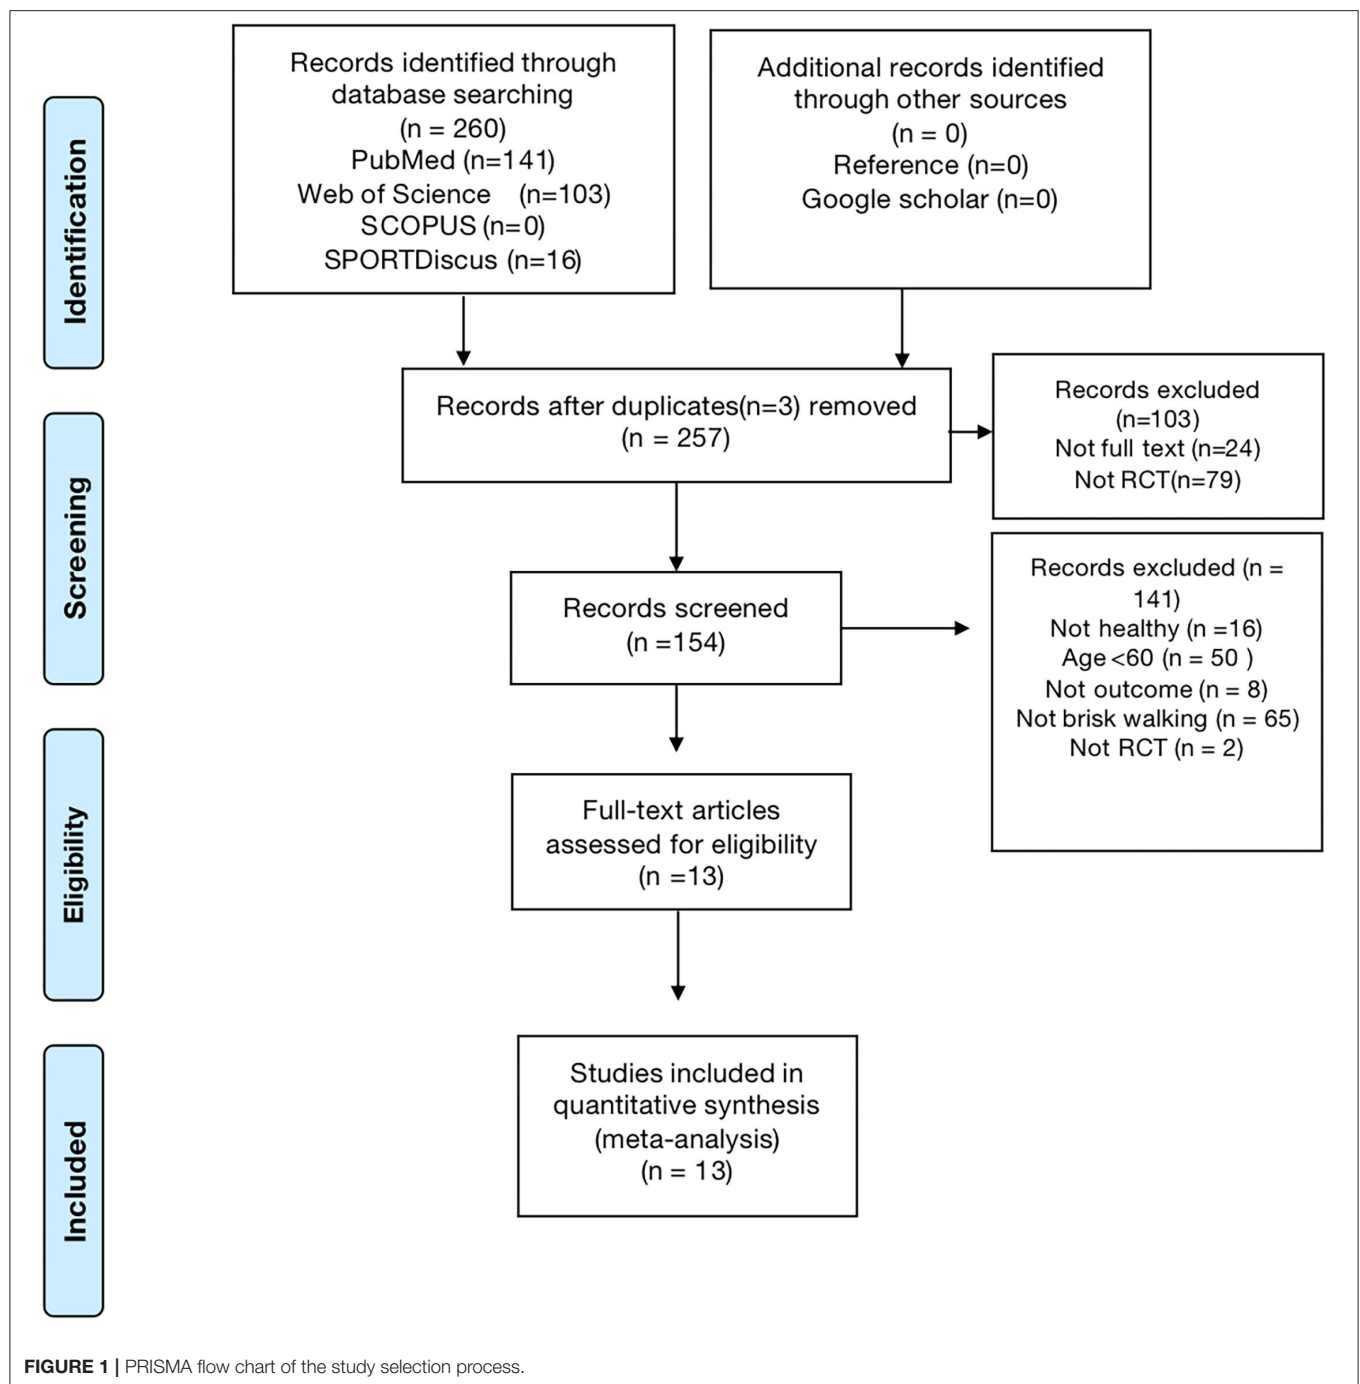 Records identified through
database searching
(n = 260)
PubMed (n=141)
Web of Science (n=103)
SCOPUS (n=0)
SPORTDiscus (n=16)
Additional records identified
through other sources
(n = 0)
Reference (n=0)
Google scholar (n=0)
Identification
Records after duplicates(n=3) removed
(n = 257)
Records excluded
(n=103)
Not full text (n=24)
Not RCT(n=79)
Screening
Records screened
(n =154)
Records excluded (n =
141)
Not healthy (n =16)
Age <60 (n = 50 )
Not outcome (n = 8)
Not brisk walking (n = 65)
Not RCT (n = 2)
Eligibility
Full-text articles
assessed for eligibility
(n =13)
Included
Studies included in
quantitative synthesis
(meta-analysis)
(n = 13)
FIGURE 1 | PRISMA flow chart of the study selection process.